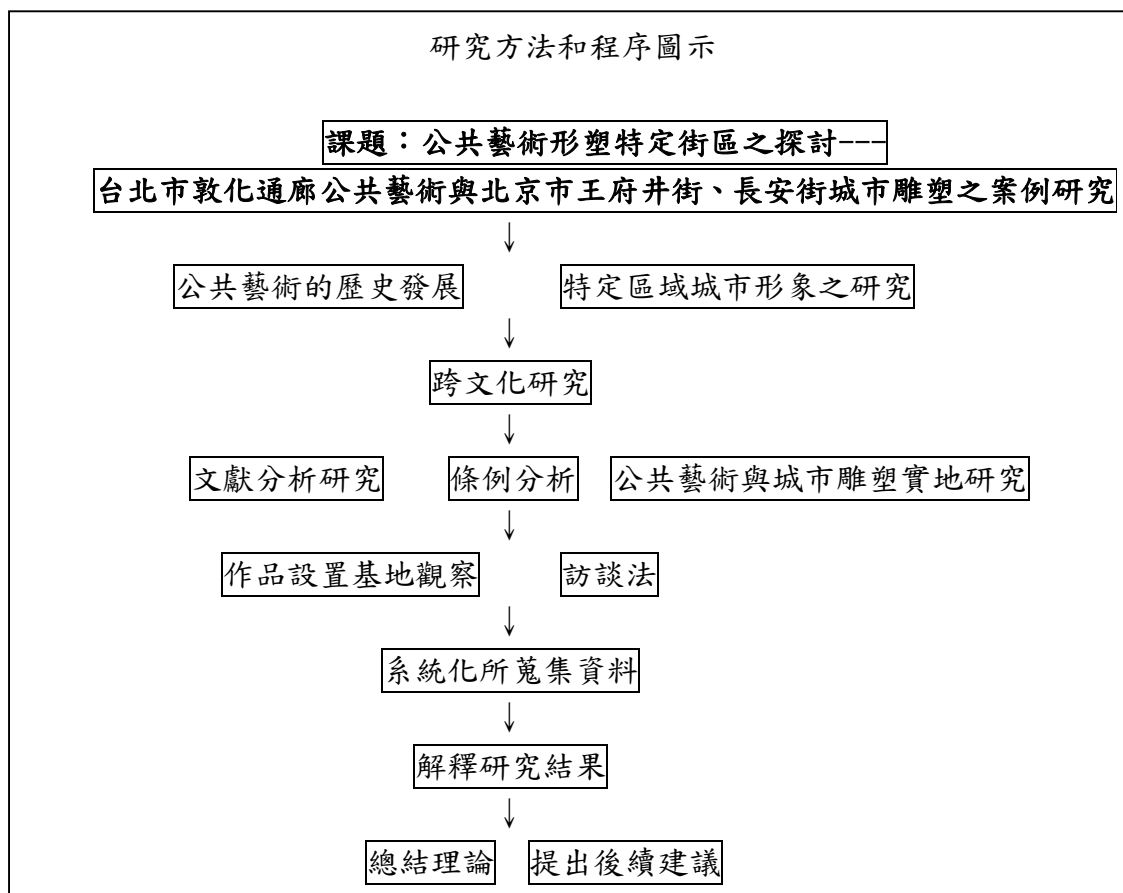 研究方法和程序圖示
課題：公共藝術形塑特定街區之探討---
台北市敦化通廊公共藝術與北京市王府井街、長安街城市雕塑之案例研究
↓
公共藝術的歷史發展 特定區域城市形象之研究
↓
跨文化研究
↓
文獻分析研究 條例分析 公共藝術與城市雕塑實地研究
↓
作品設置基地觀察 訪談法
↓
系統化所蒐集資料
↓
解釋研究結果
↓
總結理論 提出後續建議